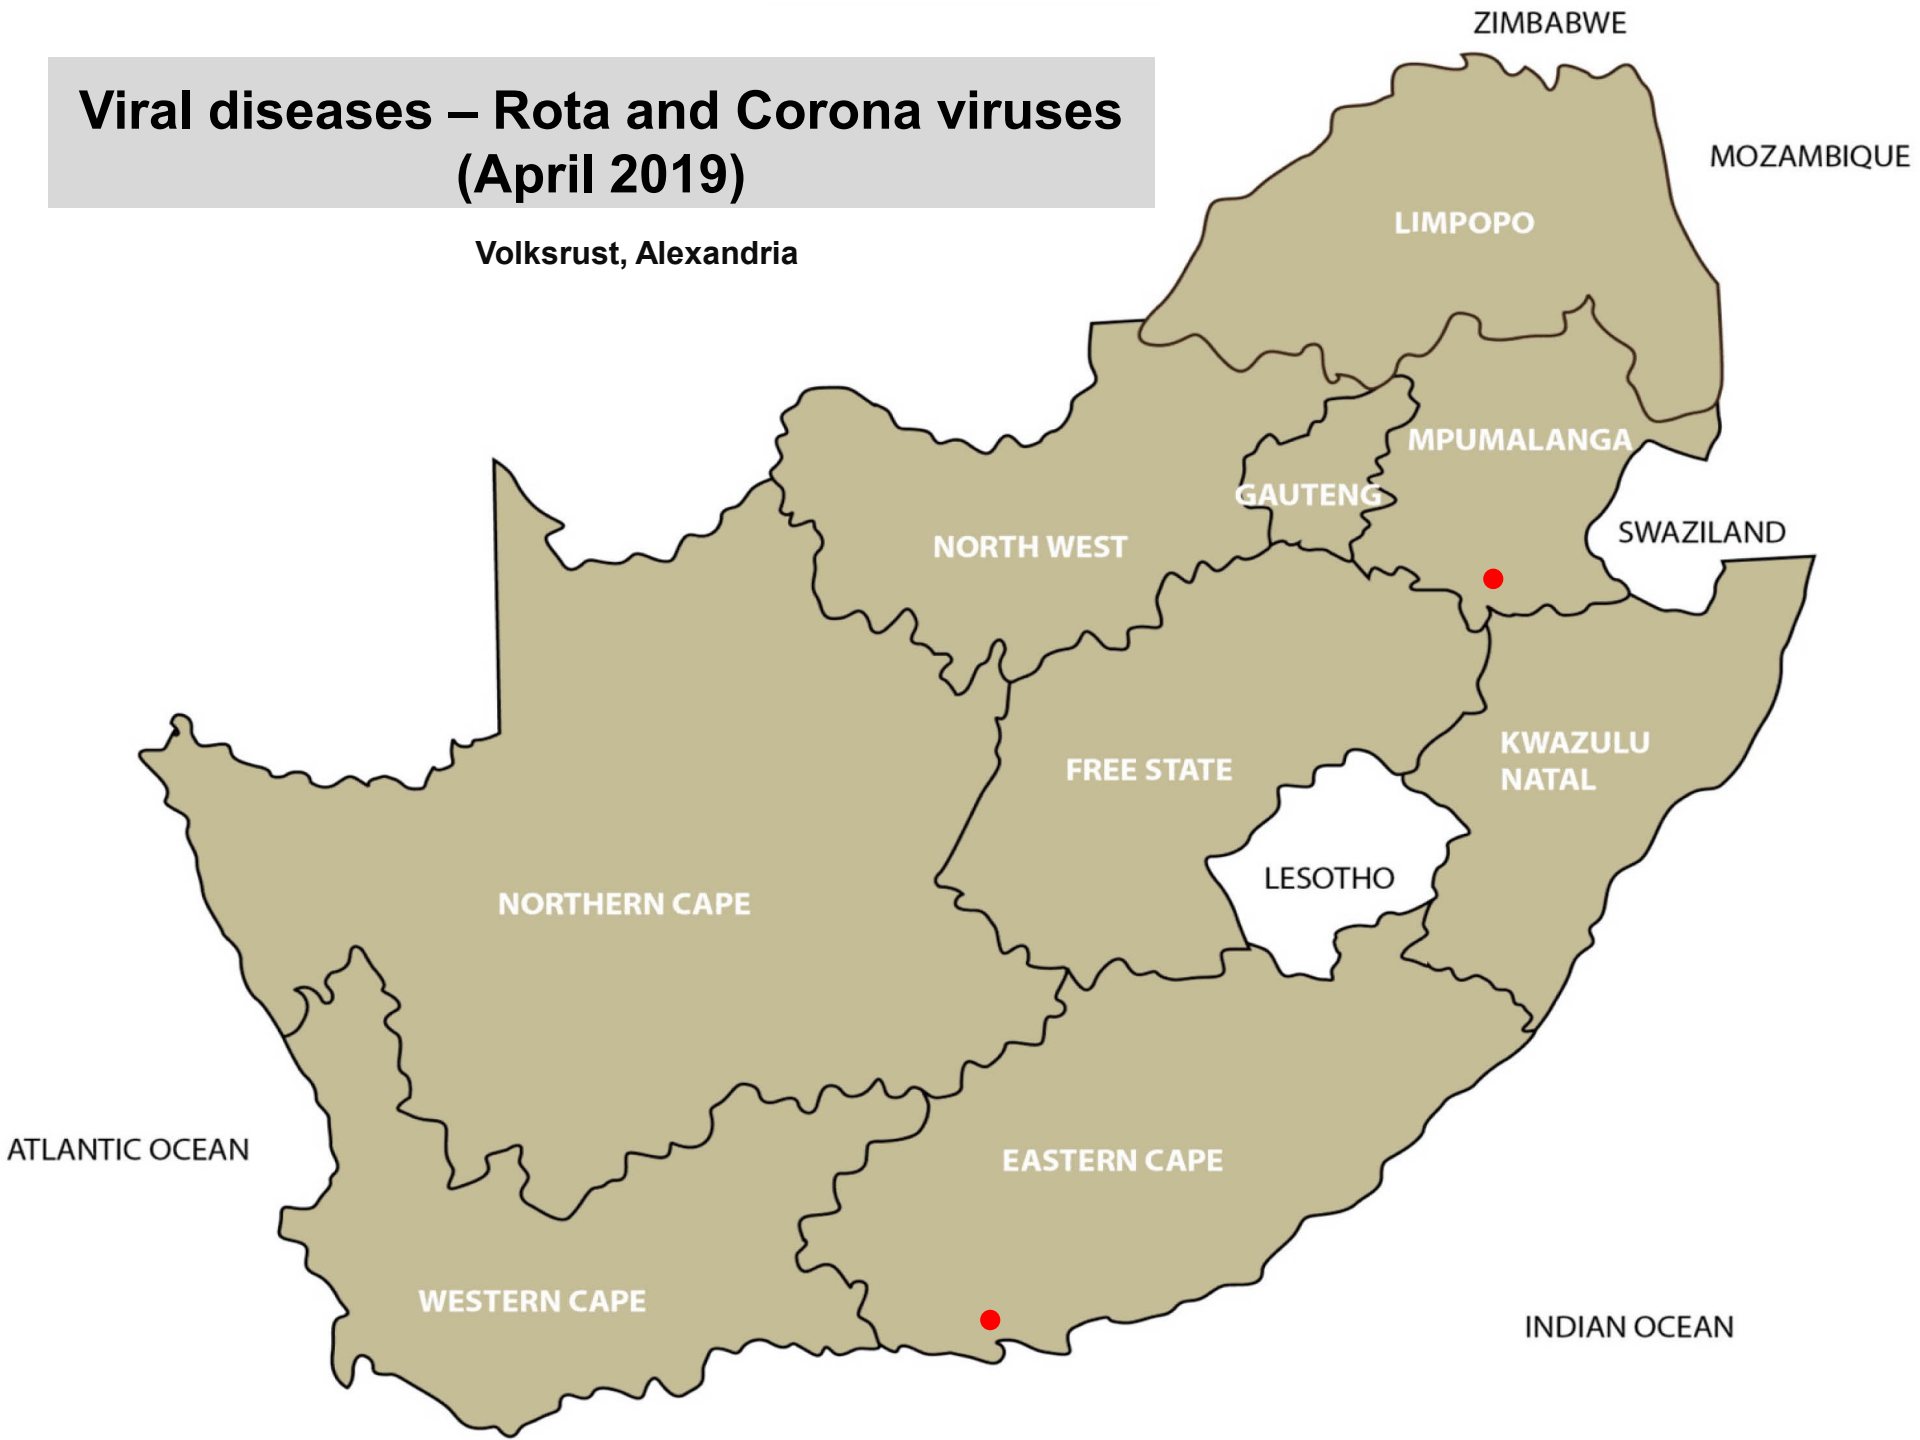 ZIMBABWE
Viral diseases – Rota and Corona viruses
(April 2019)
MOZAMBIQUE
LIMPOPO
Volksrust, Alexandria
MPUMALANGA
GAUTENG
SWAZILAND
NORTH WEST
KWAZULU
NATAL
FREE STATE
LESOTHO
NORTHERN CAPE
ATLANTIC OCEAN
EASTERN CAPE
WESTERN CAPE
INDIAN OCEAN